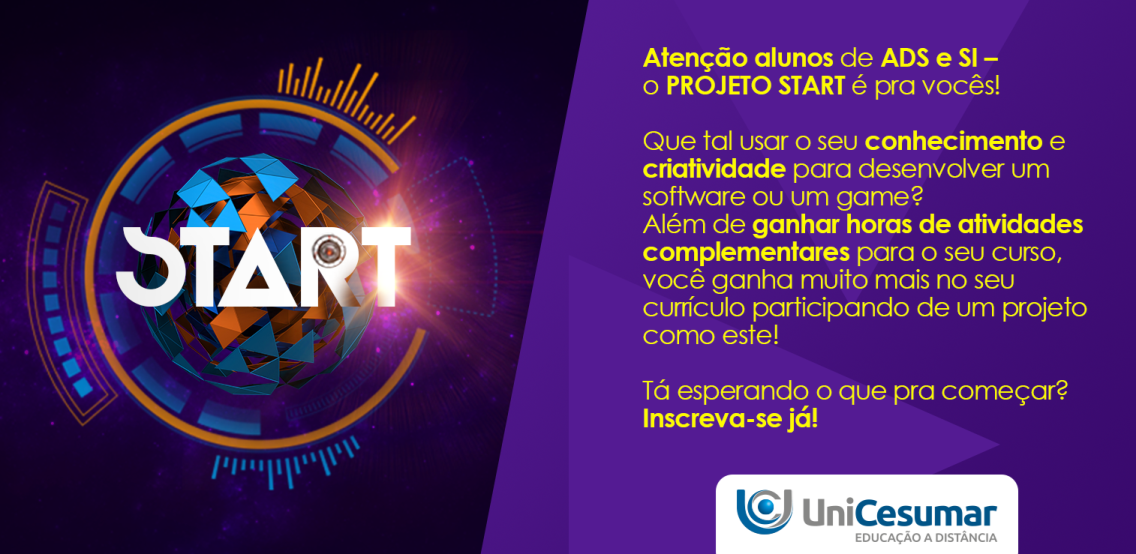 START
Atenção alunos de ADS e SI –
o PROJETO START é pra vocês!
Que tal usar o seu conhecimento e
criatividade para desenvolver um
software ou um game?
Além de ganhar horas de atividades
complementares para o seu curso,
você ganha muito mais no seu
currículo participando de um projeto
como este!
Tá esperando o que pra começar?
Inscreva-se já!
UniCesumar
EDUCAÇÃO A DISTÂNCIA